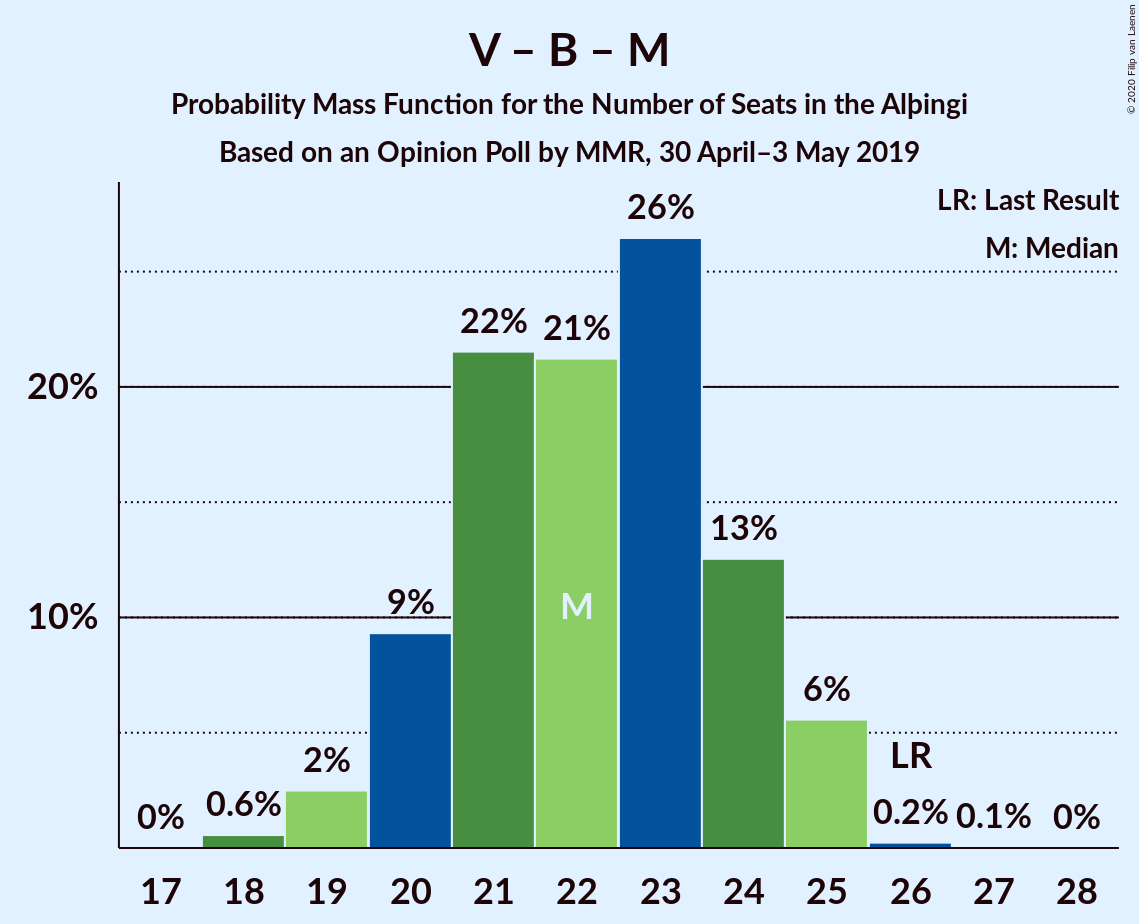 V – B – M
Probability Mass Function for the Number of Seats in the Alþingi
Based on an Opinion Poll by MMR, 30 April–3 May 2019
© 2020 Filip van Laenen
LR: Last Result
M: Median
26%
22%
21%
20%
13%
M
9%
10%
6%
LR
2%
0%
0.6%
0.2%
0.1%
0%
17 18 19 20 21 22 23 24 25 26 27 28